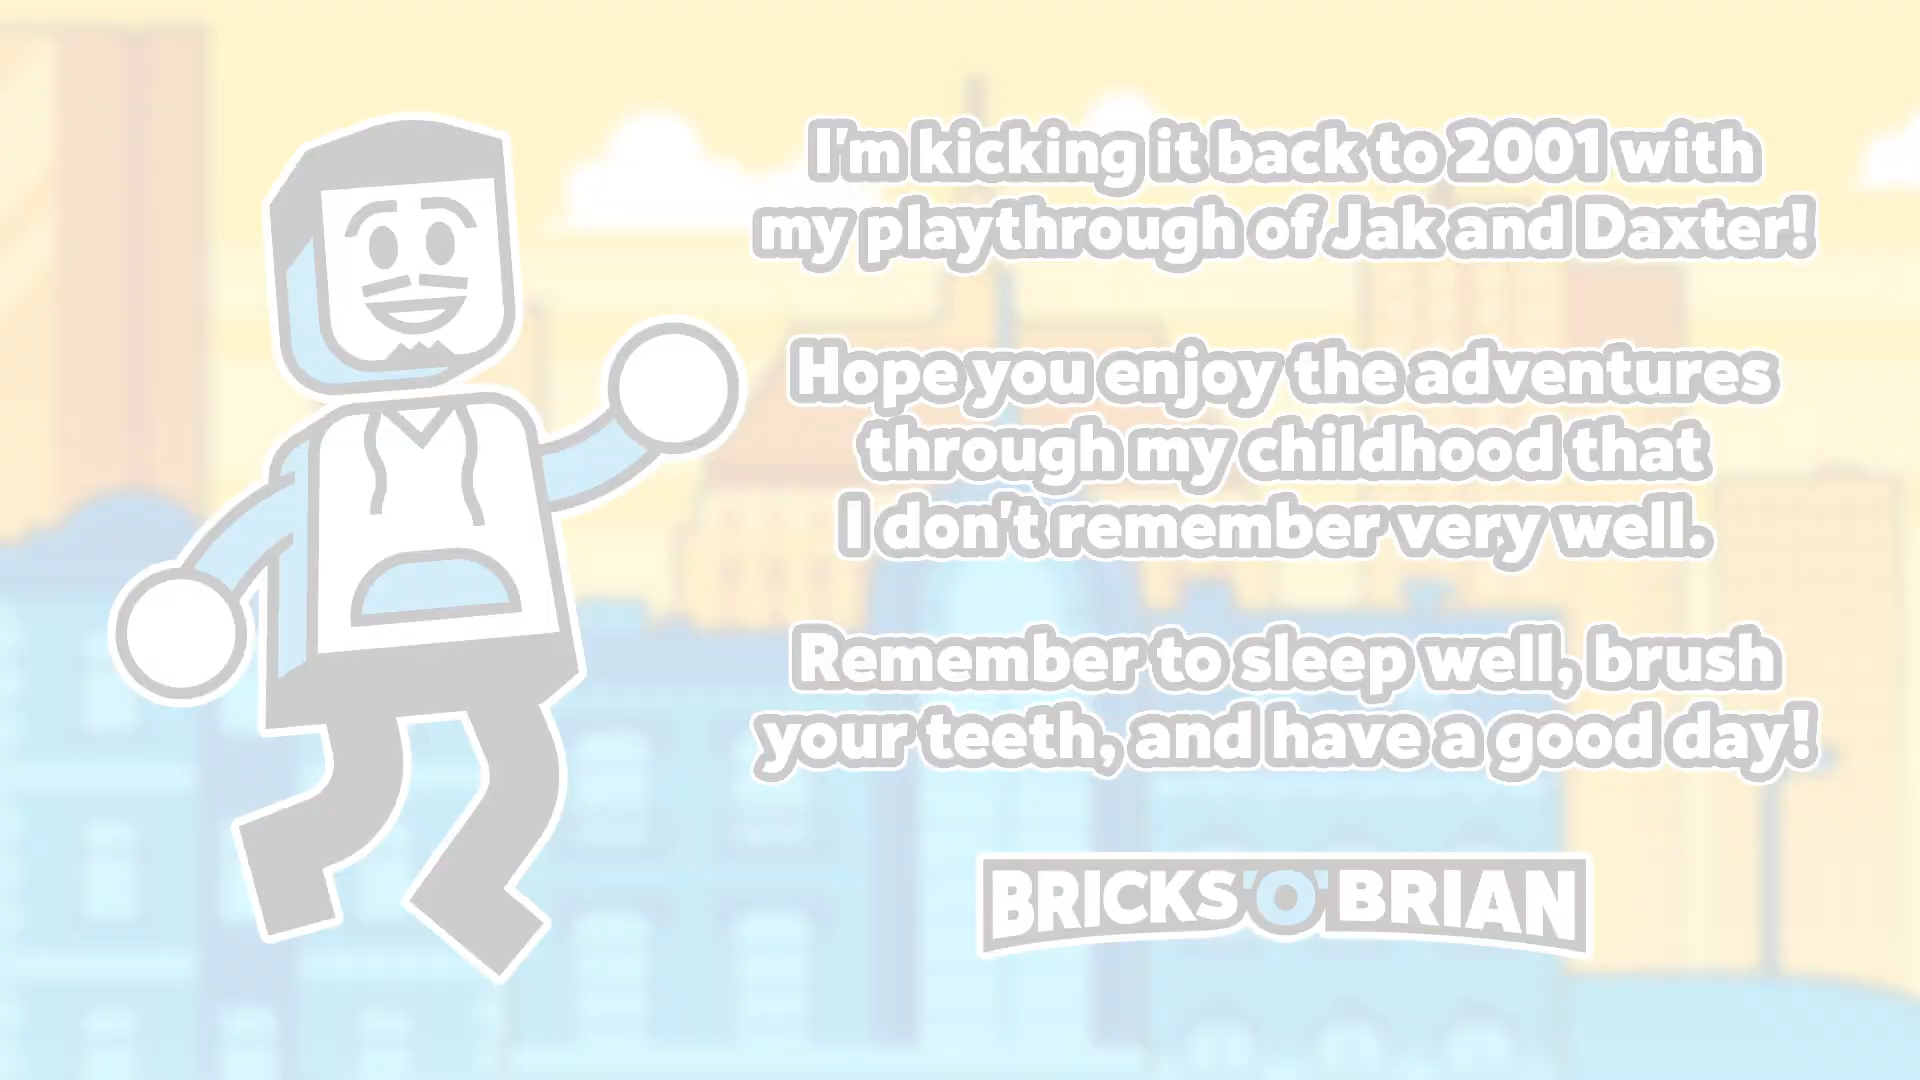 I'm kicking it back to 2001 with
my playthrough of Jak and Daxter!
Hope you enjoy the adventures
through my childhood that
I don't remember very well.
Remember to sleep well, brush
your teeth, and have a good day!
BRICKS 'O' BRIAN